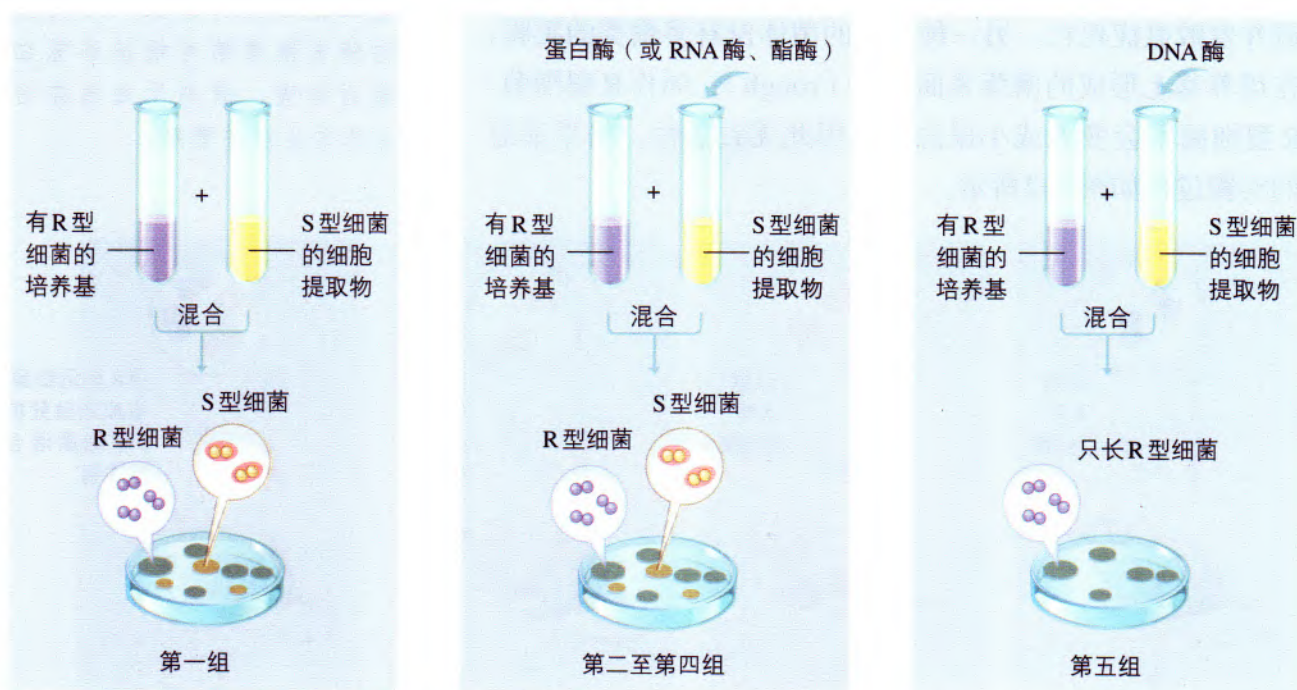 有R型
细菌的
培养基
+
S型细菌
的细胞
提取物
混合
R型细菌
S型细菌
第一组
蛋白酶（或 RNA酶、酯酶）
有R型
细菌的
培养基
+
S型细菌
的细胞
提取物
混合
R型细菌
S型细菌
第二至第四组
DNA酶
有R型
细菌的
培养基
+
S型细菌
的细胞
提取物
混合
只长R型细菌
第五组